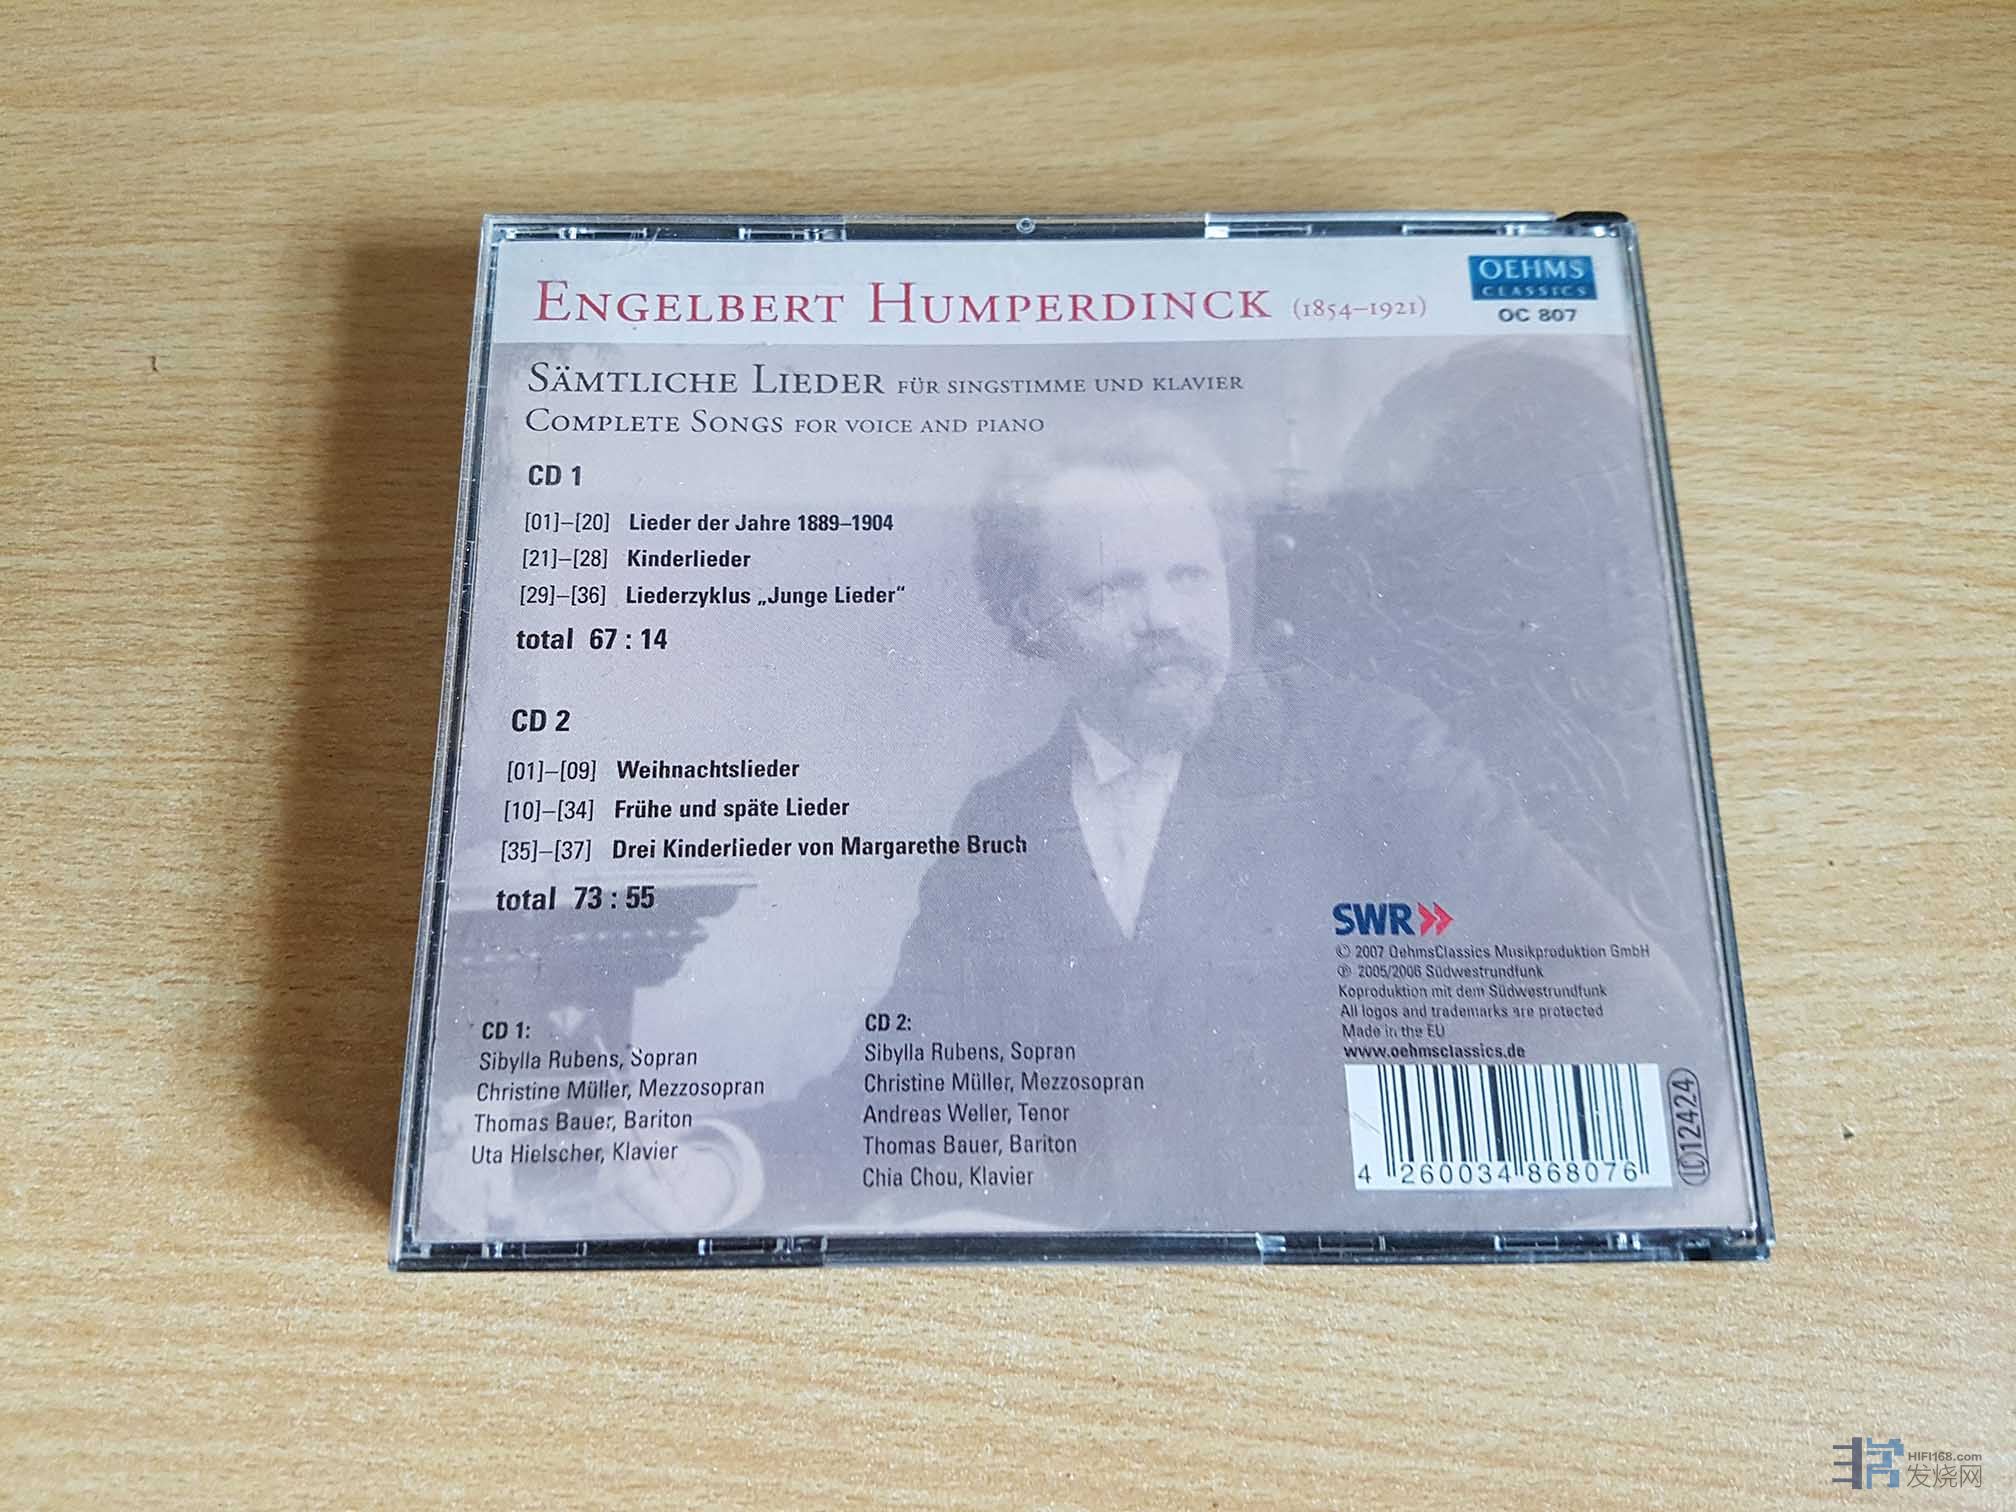 ENGELBERT HUMPERDINCK (1854–1921)
OEHMS
CLASSICS
OC 807
SÄMTLICHE LIEDER FÜR SINGSTIMME UND KLAVIER
COMPLETE SONGS FOR VOICE AND PIANO
CD 1
[01]–[20] Lieder der Jahre 1889–1904
[21]–[28] Kinderlieder
[29]–[36] Liederzyklus „Junge Lieder“
total 67 : 14
CD 2
[01]–[09] Weihnachtslieder
[10]–[34] Frühe und späte Lieder
[35]–[37] Drei Kinderlieder von Margarethe Bruch
total 73 : 55
CD 1:
Sibylla Rubens, Sopran
Christine Müller, Mezzosopran
Thomas Bauer, Bariton
Uta Hielscher, Klavier
CD 2:
Sibylla Rubens, Sopran
Christine Müller, Mezzosopran
Andreas Weller, Tenor
Thomas Bauer, Bariton
Chia Chou, Klavier
SWR
© 2007 OehmsClassics Musikproduktion GmbH
℗ 2005/2006 Südwestrundfunk
Koproduktion mit dem Südwestrundfunk
All logos and trademarks are protected
Made in the EU
www.oehmsclassics.de
4 260034 868076
LC 12424
HIFI168.com
发烧网